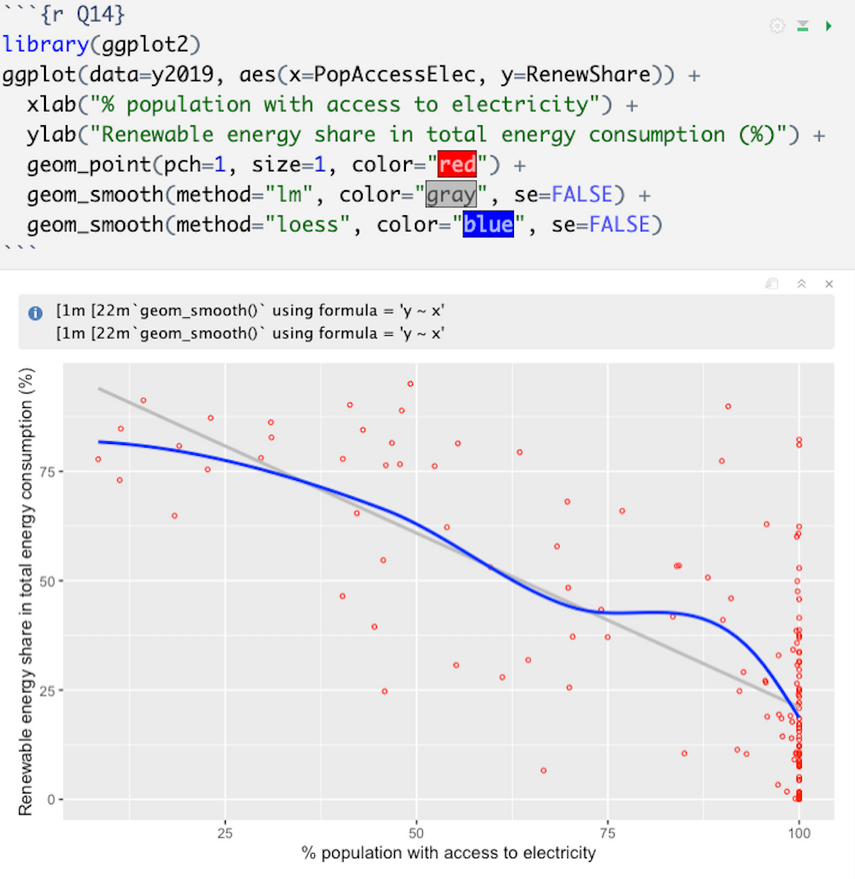 ```{r Q14}
library(ggplot2)
ggplot(data=y2019, aes(x=PopAccessElec, y=RenewShare)) +
  xlab("% population with access to electricity") +
  ylab("Renewable energy share in total energy consumption (%)") +
  geom_point(pch=1, size=1, color="red") +
  geom_smooth(method="lm", color="gray", se=FALSE) +
  geom_smooth(method="loess", color="blue", se=FALSE)
```
[1m [22m`geom_smooth()` using formula = 'y ~ x'
[1m [22m`geom_smooth()` using formula = 'y ~ x'
Renewable energy share in total energy consumption (%)
75
50
25
0
25 50 75 100
% population with access to electricity